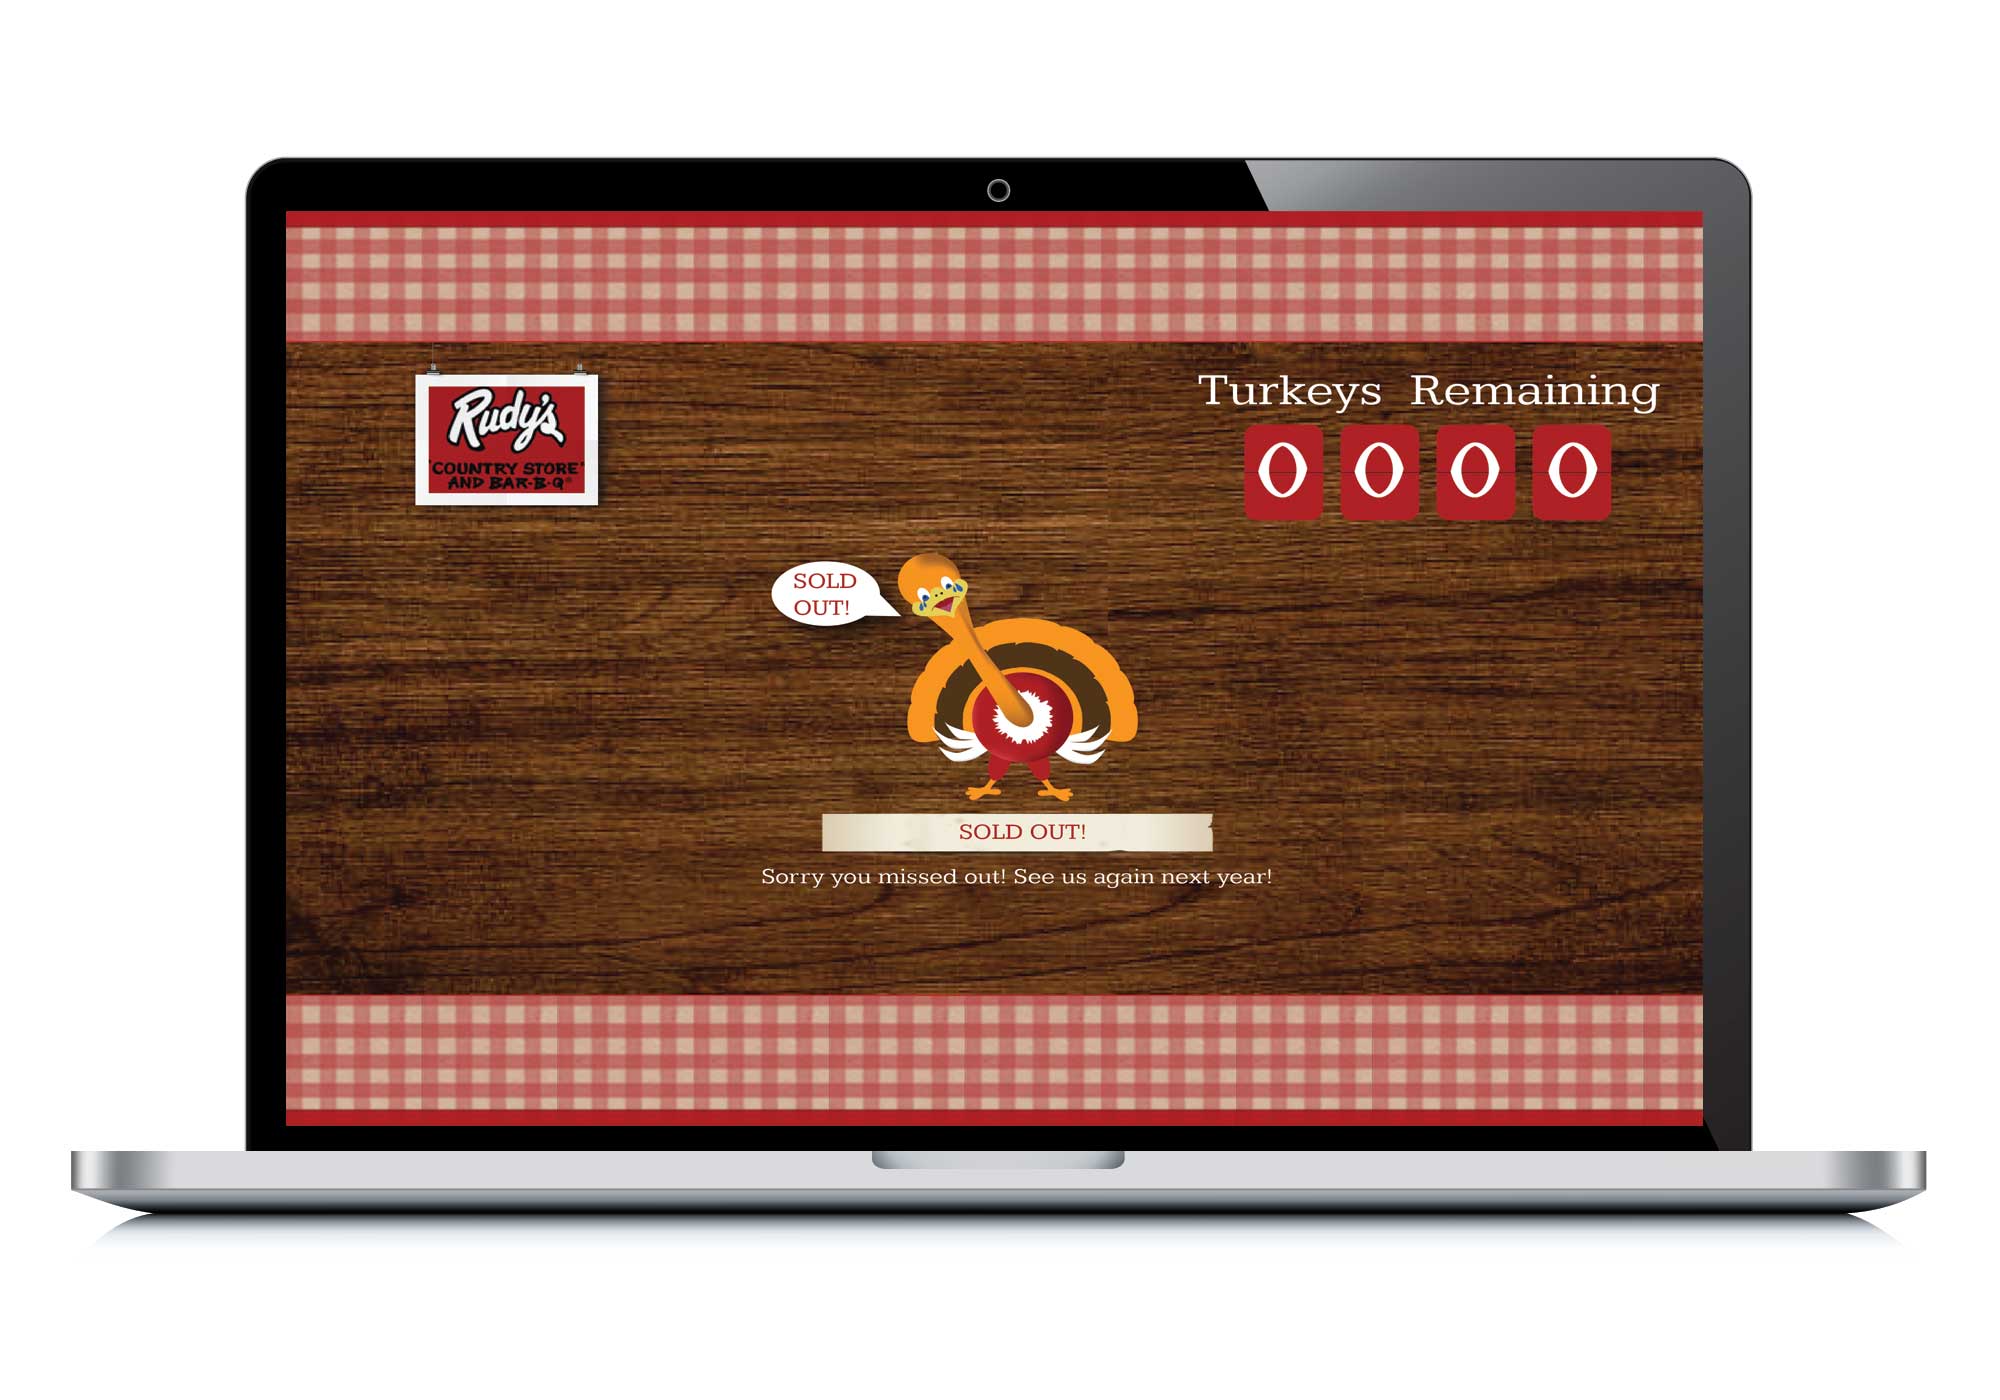 Rudy's
"COUNTRY STORE"
AND BAR-B-Q®
Turkeys Remaining
0 0 0 0
SOLD
OUT!
SOLD OUT!
Sorry you missed out! See us again next year!